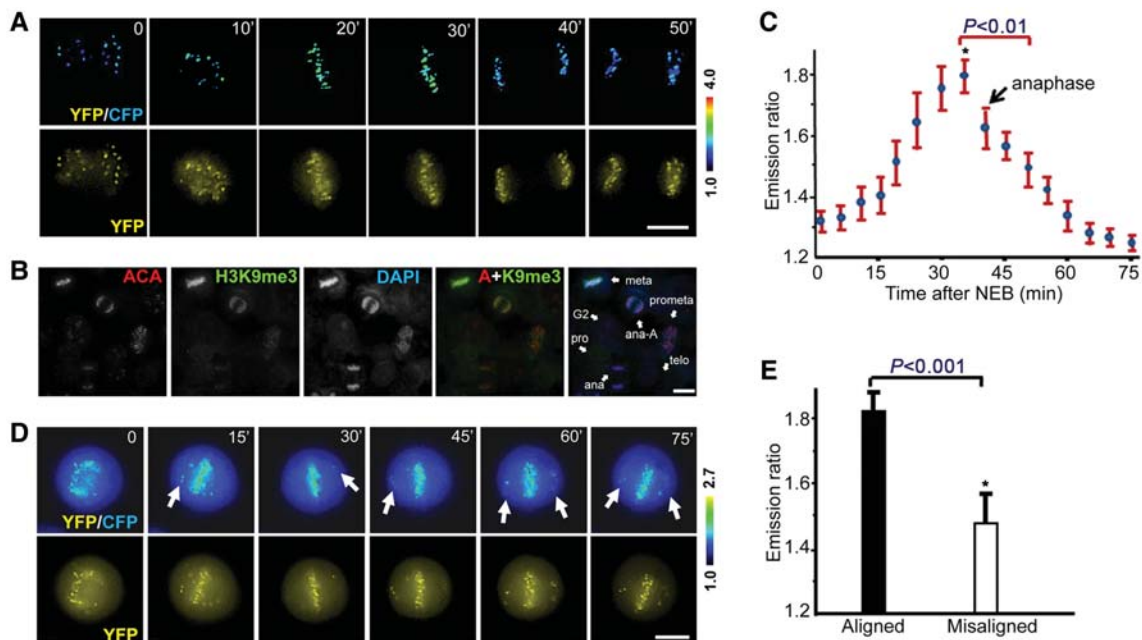 A
0 10' 20' 30' 40' 50'
YFP/CFP
YFP
4.0
1.0
B
ACA H3K9me3 DAPI A+K9me3
meta
prometa
G2
ana-A
pro
telo
ana
D
0 15' 30' 45' 60' 75'
YFP/CFP
YFP
2.7
1.0
C
P<0.01
*
anaphase
Emission ratio
1.8
1.6
1.4
1.2
0 15 30 45 60 75
Time after NEB (min)
E
P<0.001
*
Emission ratio
1.8
1.6
1.4
1.2
Aligned Misaligned